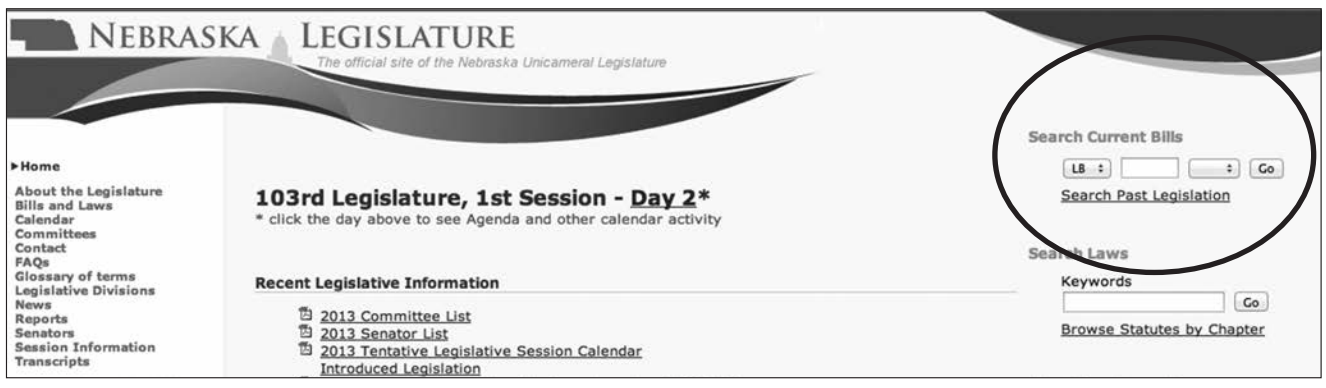 NEBRASKA LEGISLATURE
The official site of the Nebraska Unicameral Legislature
Home
About the Legislature
Bills and Laws
Calendar
Committees
Contact
FAQs
Glossary of terms
Legislative Divisions
News
Reports
Senators
Session Information
Transcripts
103rd Legislature, 1st Session - Day 2*
* click the day above to see Agenda and other calendar activity
Recent Legislative Information
2013 Committee List
2013 Senator List
2013 Tentative Legislative Session Calendar
Introduced Legislation
Search Current Bills
LB Go
Search Past Legislation
Search Laws
Keywords
Go
Browse Statutes by Chapter